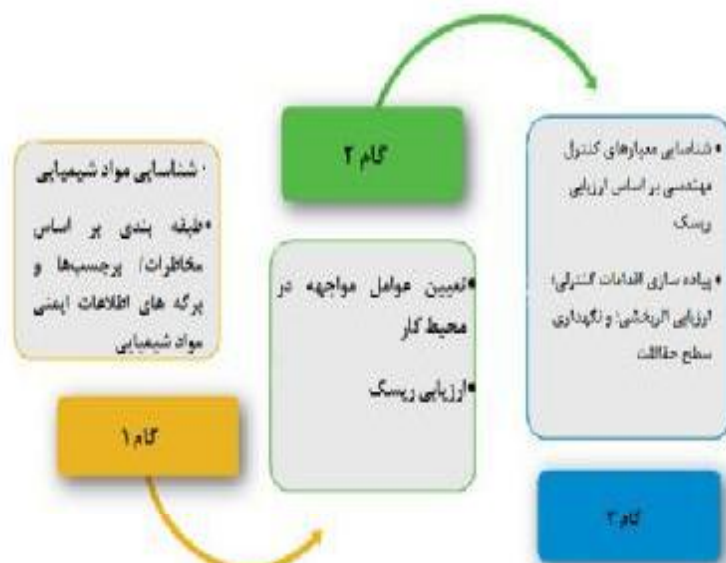 گام ۱
· شناسایی مواد شیمیایی
•طبقه بندی بر اساس
مخاطرات/ برچسب‌ها و
برگه های اطلاعات ایمنی
مواد شیمیایی
گام ۲
•تعیین عوامل مواجهه در
محیط کار
•ارزیابی ریسک
گام ۳
• شناسایی معیارهای کنترل
مهندسی بر اساس ارزیابی
ریسک
• پیاده سازی اقدامات کنترلی؛
ارزیابی اثربخشی؛ و نگهداری
سطح حفاظت